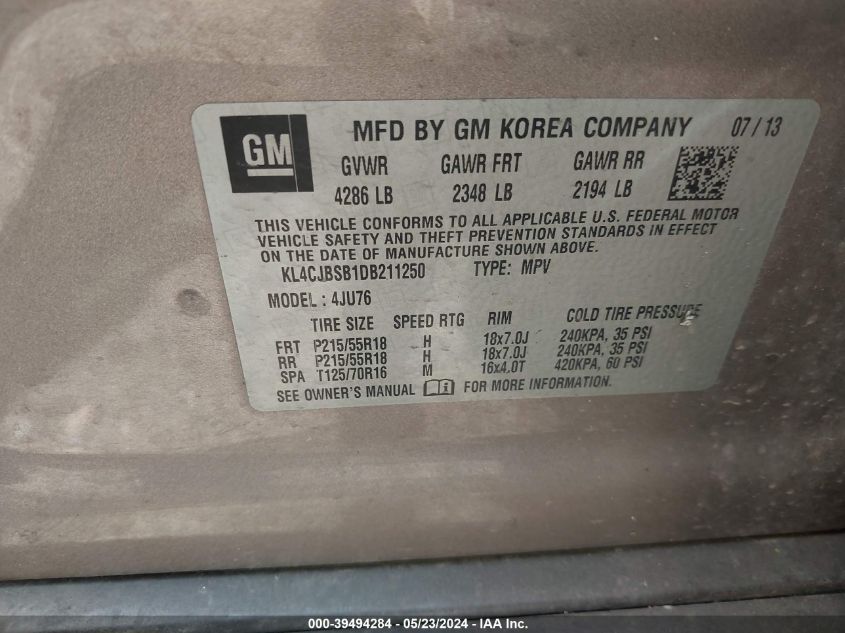 GM
MFD BY GM KOREA COMPANY 07 / 13
GVWR GAWR FRT GAWR RR
4286 LB 2348 LB 2194 LB
THIS VEHICLE CONFORMS TO ALL APPLICABLE U.S. FEDERAL MOTOR
VEHICLE SAFETY AND THEFT PREVENTION STANDARDS IN EFFECT
ON THE DATE OF MANUFACTURE SHOWN ABOVE.
KL4CJBSB1DB211250 TYPE: MPV
MODEL : 4JU76
TIRE SIZE SPEED RTG RIM COLD TIRE PRESSURE
FRT P215/55R18 H 18x7.0J 240KPA, 35 PSI
RR P215/55R18 H 18x7.0J 240KPA, 35 PSI
SPA T125/70R16 M 16x4.0T 420KPA, 60 PSI
SEE OWNER'S MANUAL FOR MORE INFORMATION.
000-39494284 - 05/23/2024 - IAA Inc.